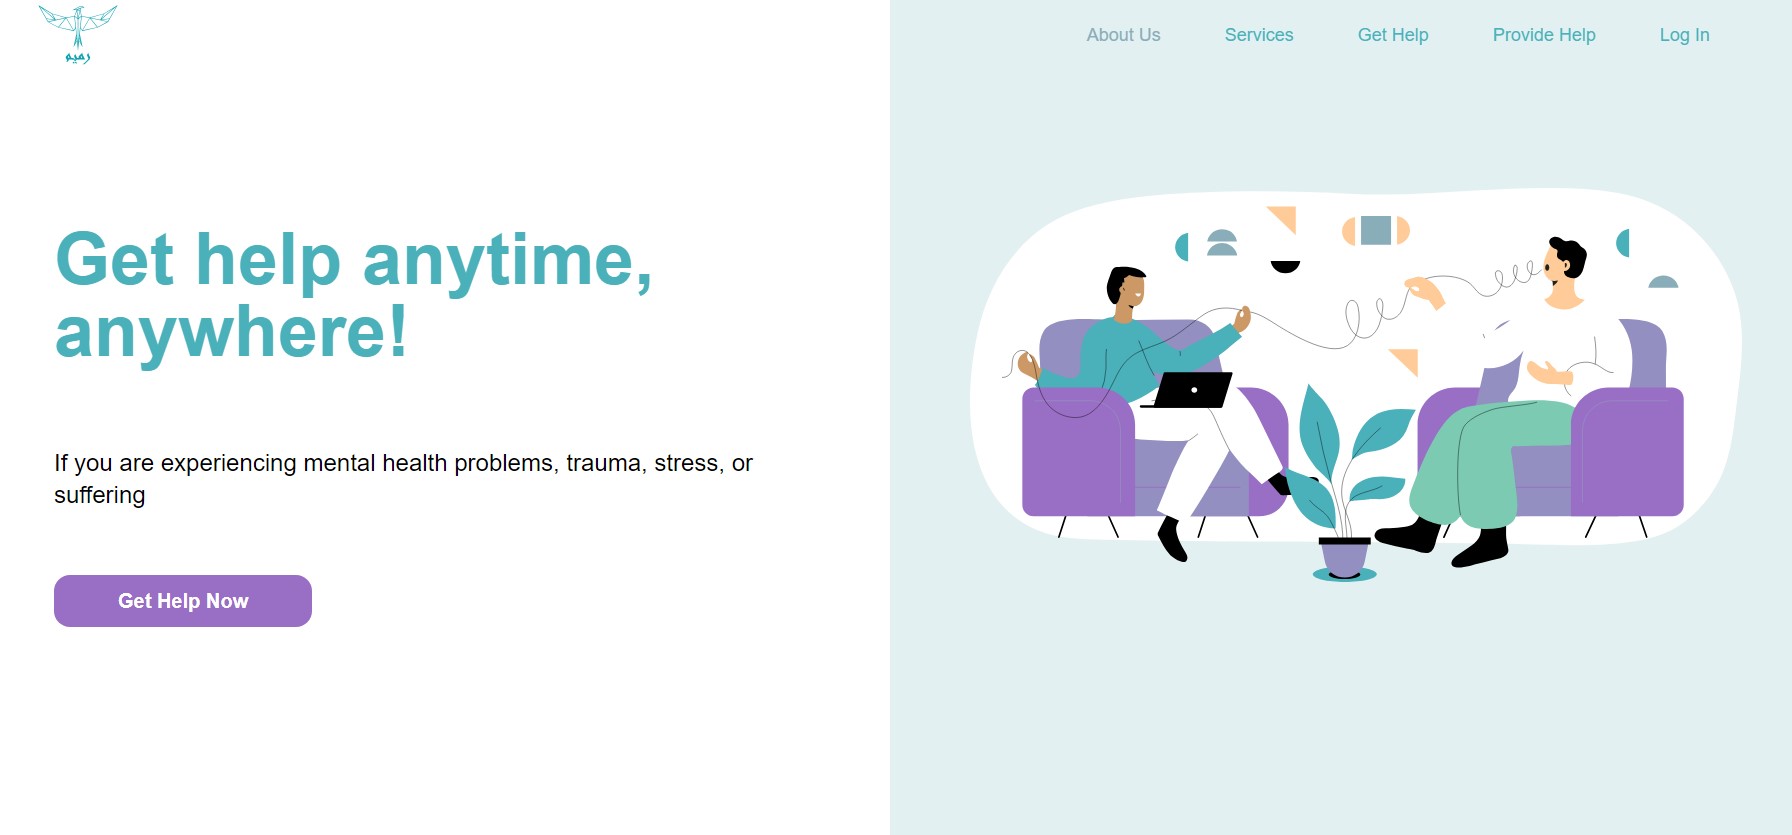 رميم
About Us
Services
Get Help
Provide Help
Log In
Get help anytime,
anywhere!
If you are experiencing mental health problems, trauma, stress, or
suffering
Get Help Now